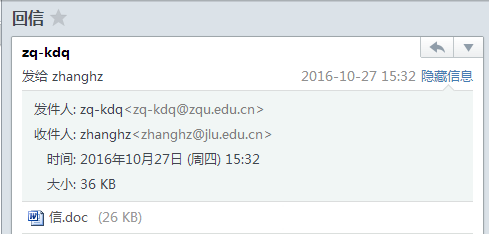 回信
zq-kdq
发给 zhanghz 2016-10-27 15:32 隐藏信息
发件人: zq-kdq<zq-kdq@zqu.edu.cn>
收件人: zhanghz<zhanghz@jlu.edu.cn>
时间: 2016年10月27日 (周四) 15:32
大小: 36 KB
信.doc (26 KB)